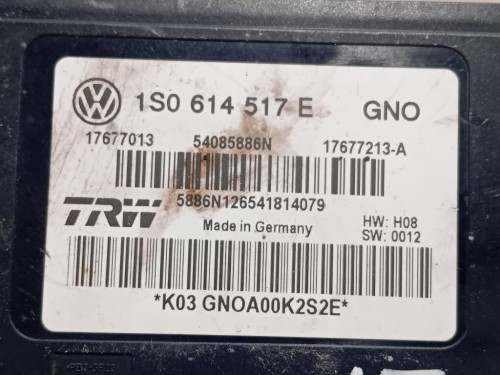 1S0 614 517 E GNO
17677013 54085886N 17677213-A
5886N126541814079
TRW
Made in Germany HW: H08
SW: 0012
*K03 GNOA00K2S2E*